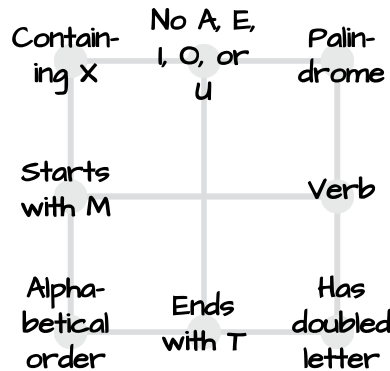 Contain-
ing X
No A, E,
I, O, or
U
Palin-
drome
Starts
with M
Verb
Alpha-
betical
order
Ends
with T
Has
doubled
letter